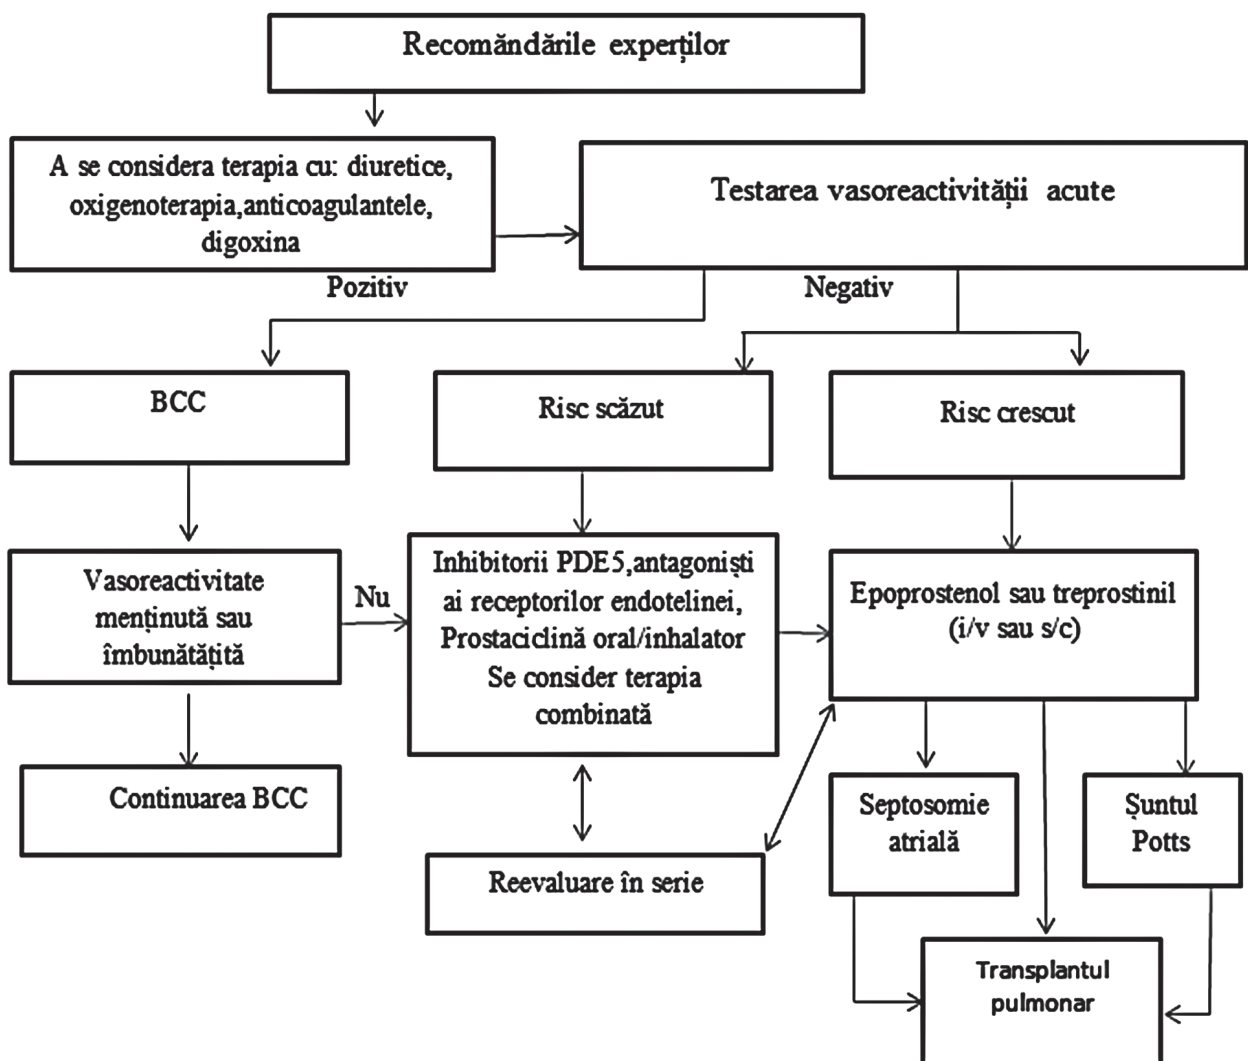 Recomăndările experților
A se considera terapia cu: diuretice,
oxigenoterapia,anticoagulantele,
digoxina
Testarea vasoreactivității acute
Pozitiv
Negativ
BCC
Risc scăzut
Risc crescut
Vasoreactivitate
menținută sau
îmbunătățită
Nu
Inhibitorii PDE5,antagoniști
ai receptorilor endotelinei,
Prostaciclină oral/inhalator
Se consider terapia
combinată
Epoprostenol sau treprostinil
(i/v sau s/c)
Continuarea BCC
Reevaluare în serie
Septosomie
atrială
Șuntul
Potts
Transplantul
pulmonar